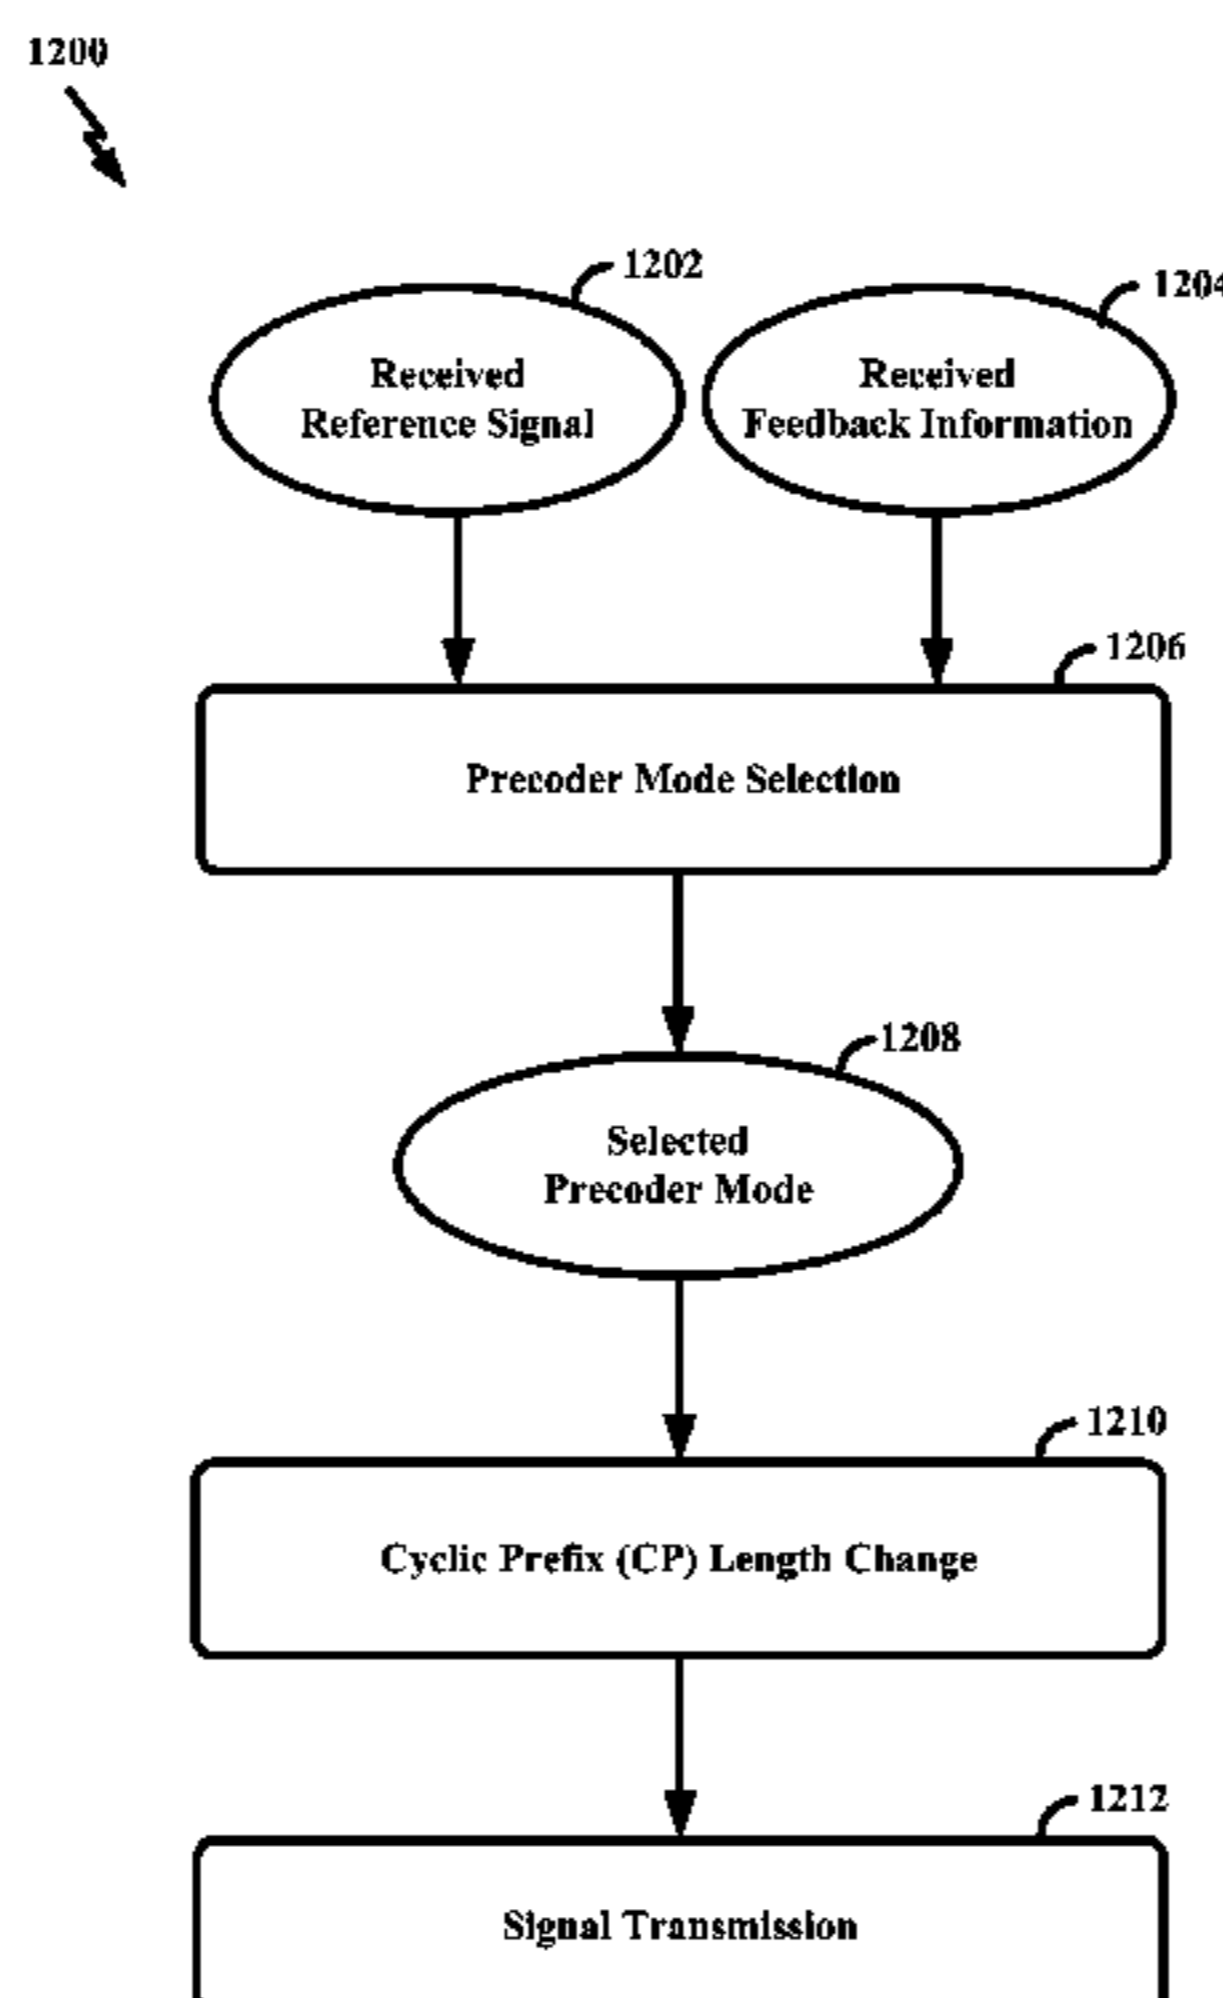 1200
1202
1204
Received
Reference Signal
Received
Feedback Information
1206
Precoder Mode Selection
1208
Selected
Precoder Mode
1210
Cyclic Prefix (CP) Length Change
1212
Signal Transmission